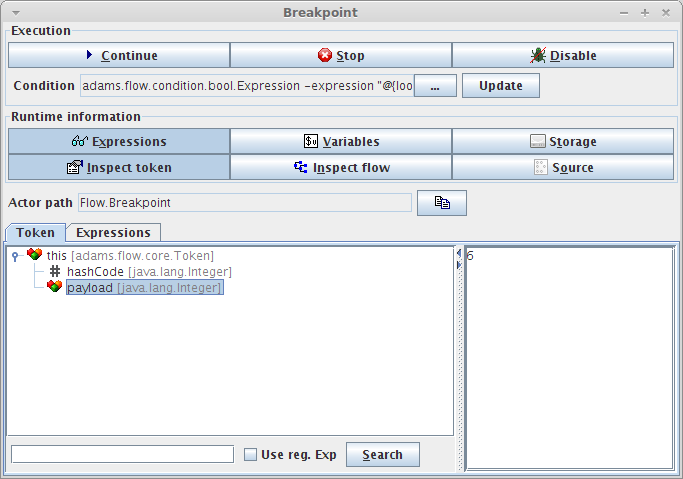 Breakpoint
Execution
Continue Stop Disable
Condition adams.flow.condition.bool.Expression -expression "@{loo ... Update
Runtime information
Expressions Variables Storage
Inspect token Inspect flow Source
Actor path Flow.Breakpoint
Token Expressions
this [adams.flow.core.Token] 6
hashCode [java.lang.Integer]
payload [java.lang.Integer]
Use reg. Exp Search